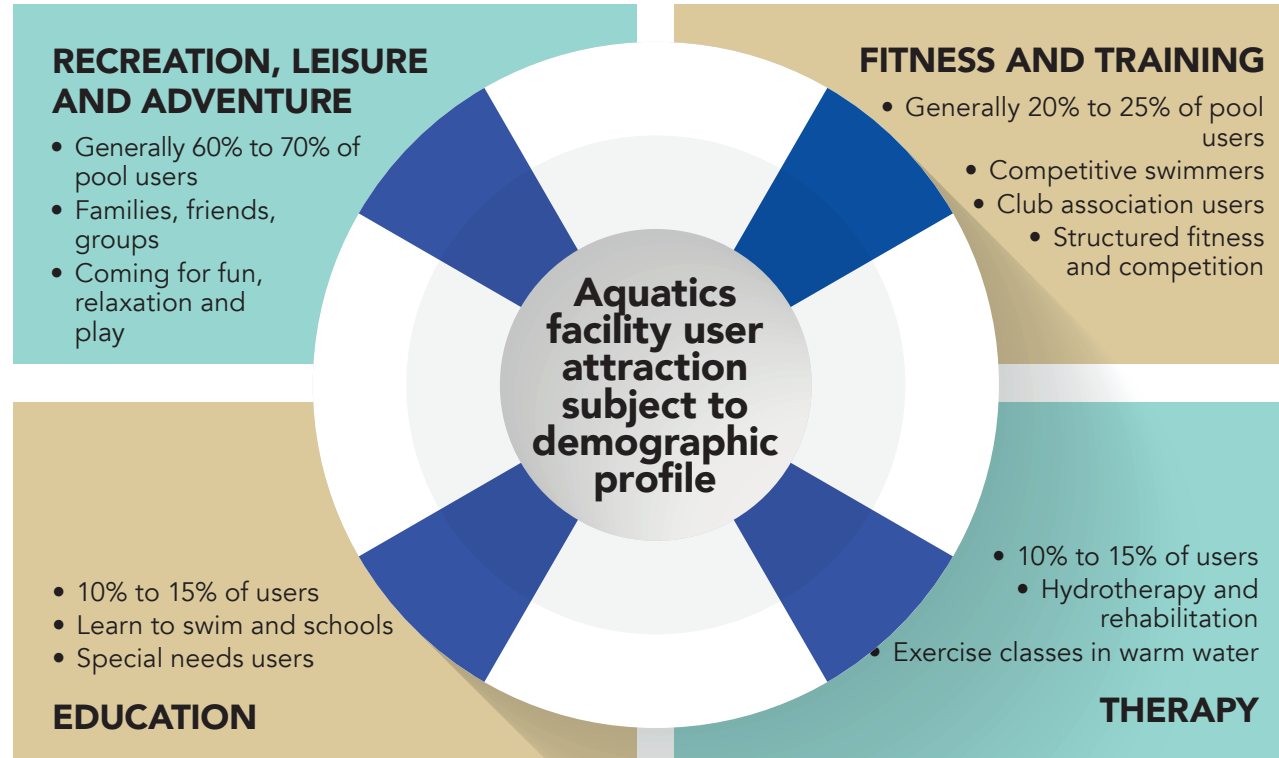 RECREATION, LEISURE
AND ADVENTURE
• Generally 60% to 70% of
pool users
• Families, friends,
groups
• Coming for fun,
relaxation and
play
FITNESS AND TRAINING
• Generally 20% to 25% of pool
users
• Competitive swimmers
• Club association users
• Structured fitness
and competition
Aquatics
facility user
attraction
subject to
demographic
profile
• 10% to 15% of users
• Learn to swim and schools
• Special needs users
EDUCATION
• 10% to 15% of users
• Hydrotherapy and
rehabilitation
• Exercise classes in warm water
THERAPY